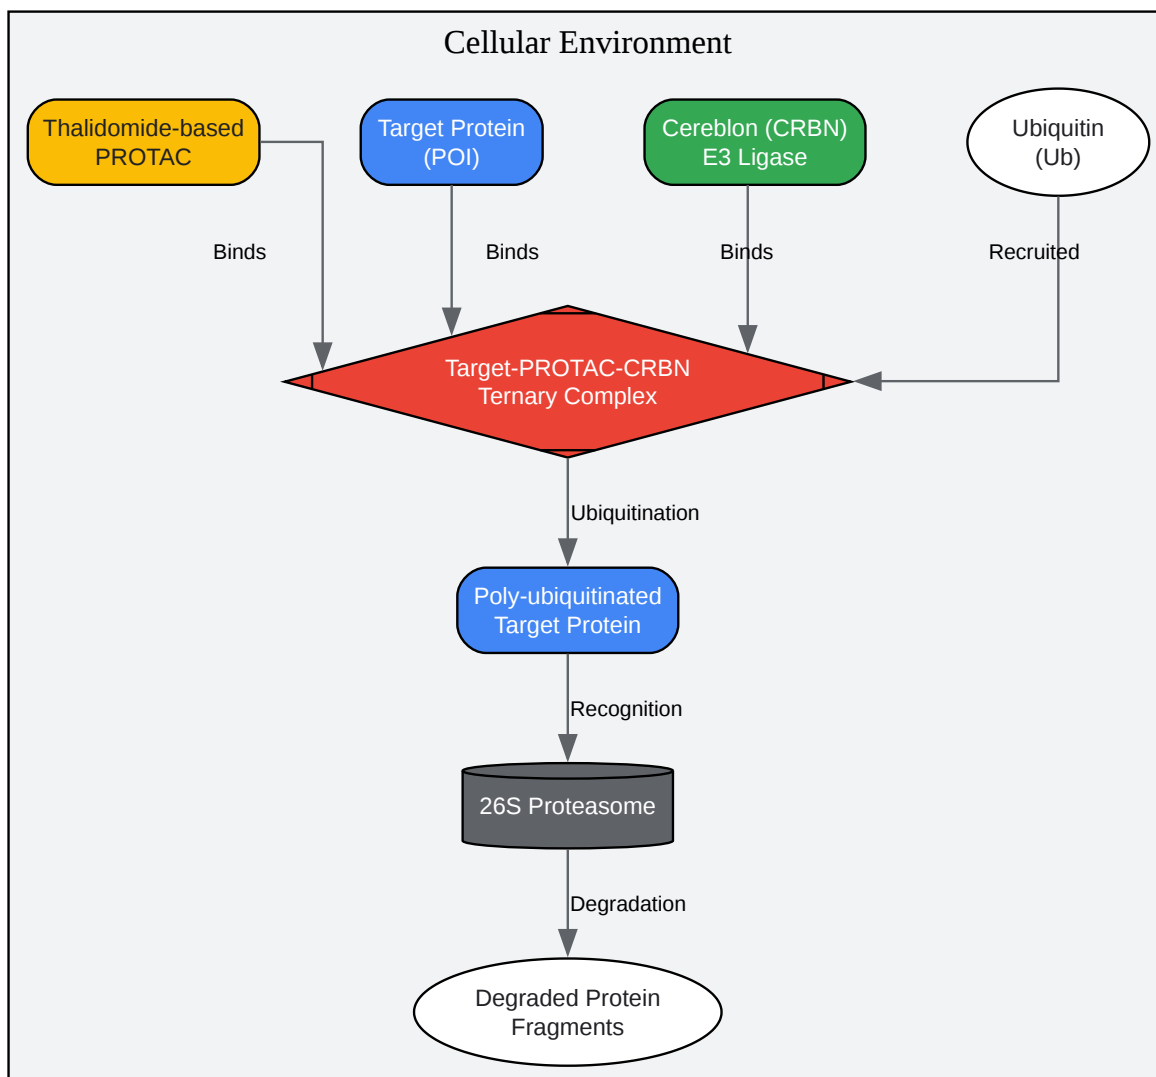 Cellular Environment
Thalidomide-based
PROTAC
Target Protein
(POI)
Cereblon (CRBN)
E3 Ligase
Ubiquitin
(Ub)
Binds
Binds
Binds
Recruited
Target-PROTAC-CRBN
Ternary Complex
Ubiquitination
Poly-ubiquitinated
Target Protein
Recognition
26S Proteasome
Degradation
Degraded Protein
Fragments